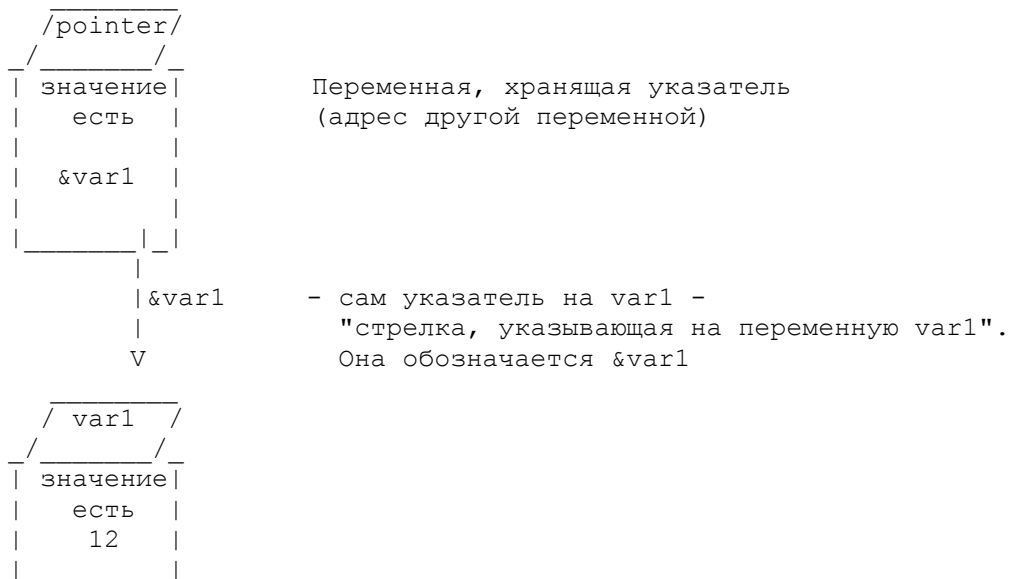 pointer
значение Переменная, хранящая указатель
есть (адрес другой переменной)
&var1
&var1 - сам указатель на var1 -
"стрелка, указывающая на переменную var1".
V Она обозначается &var1
var1
значение
есть
12